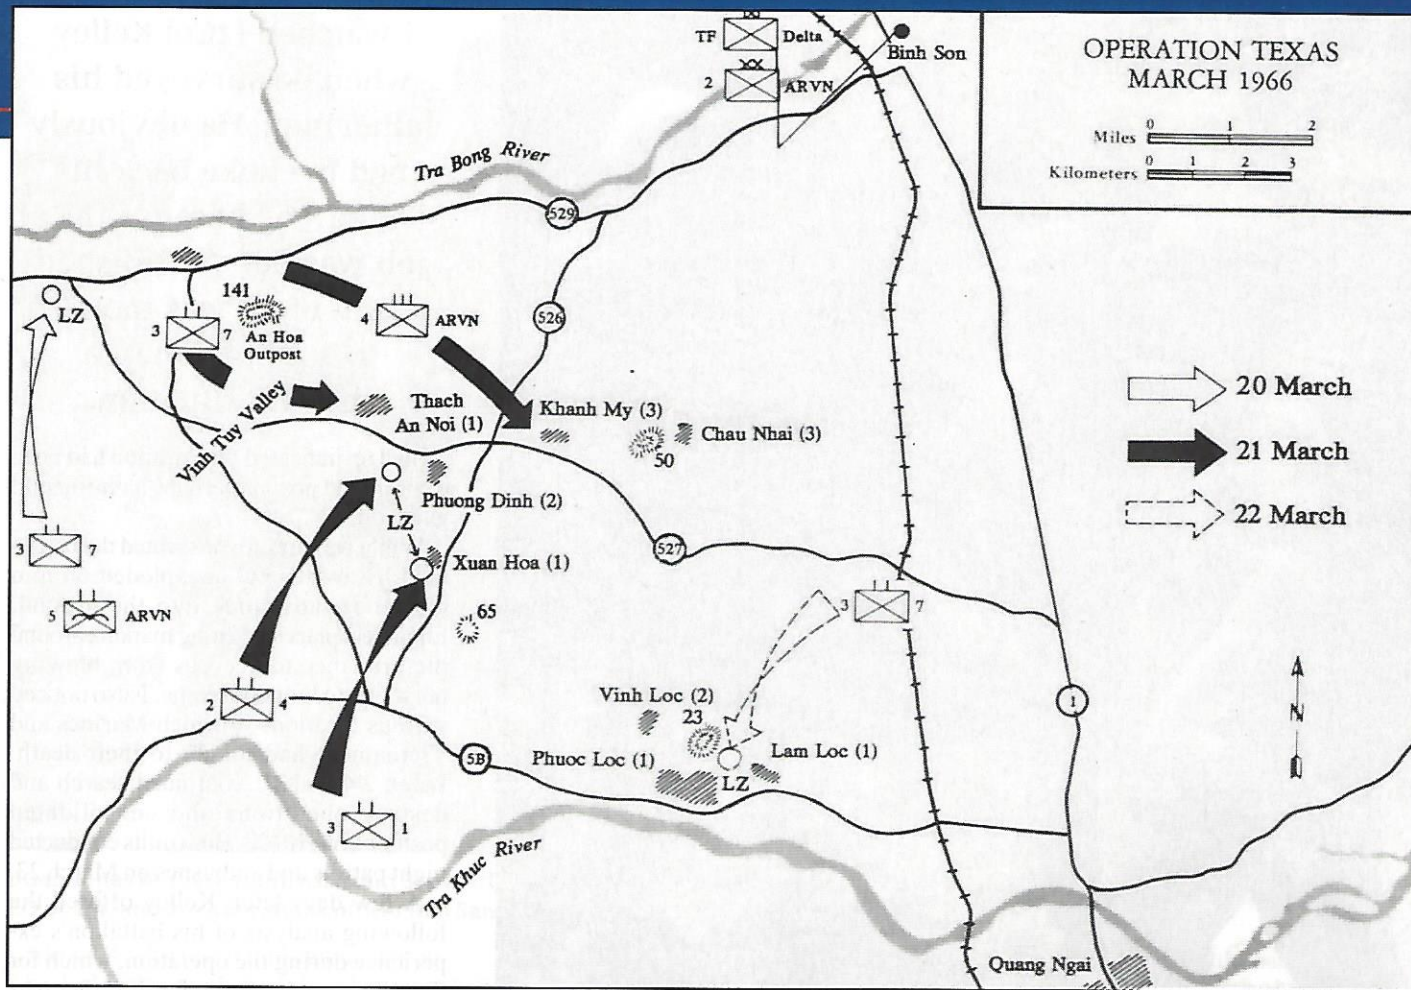 TF Delta
2 ARVN
Binh Son
OPERATION TEXAS
MARCH 1966
Miles 0 1 2
Kilometers 0 1 2 3
Tra Bong River
529
LZ
141
An Hoa
Outpost
3 7
4 ARVN
526
20 March
21 March
22 March
Vinh Tuy Valley
Thach
An Noi (1)
Khanh My (3)
50
Chau Nhai (3)
Phuong Dinh (2)
LZ
Xuan Hoa (1)
527
3 7
5 ARVN
65
3 7
2 4
Vinh Loc (2)
23
1
N
5B
Phuoc Loc (1)
Lam Loc (1)
LZ
3 1
Tra Khuc River
Quang Ngai